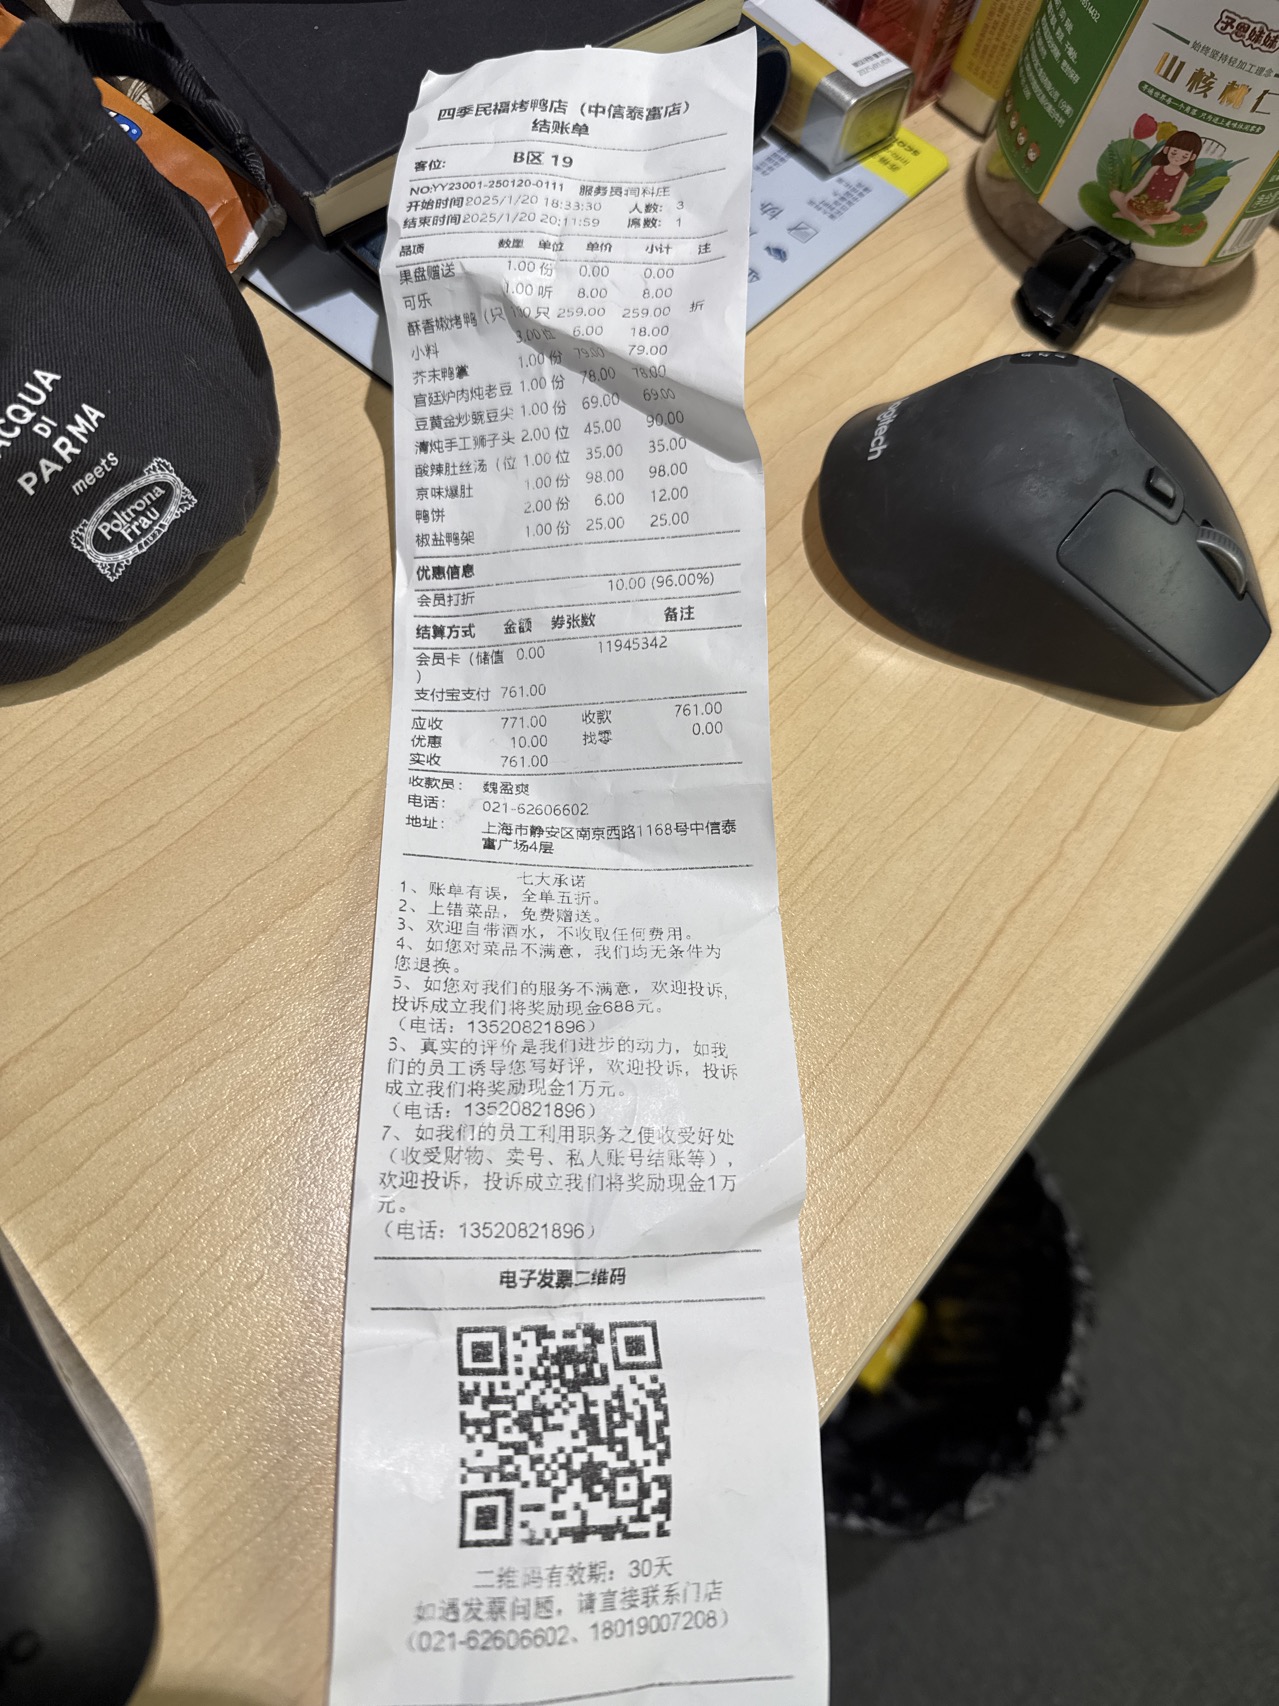 四季民福烤鸭店（中信泰富店）
结账单
客位: B区 19
NO:YY23001-250120-0111 服务员:
开始时间2025/1/20 18:33:30 人数: 3
结束时间2025/1/20 20:11:59 席数: 1
品项 数量 单位 单价 小计 注
果盘赠送 1.00 份 0.00 0.00
可乐 1.00 听 8.00 8.00
酥香嫩烤鸭（只 1.00 只 259.00 259.00 折
小料 3.00 位 6.00 18.00
芥末鸭掌 1.00 份 79.00 79.00
宫廷炉肉炖老豆 1.00 份 78.00 78.00
豆黄金炒豌豆尖 1.00 份 69.00 69.00
清炖手工狮子头 2.00 位 45.00 90.00
酸辣肚丝汤（位 1.00 位 35.00 35.00
京味爆肚 1.00 份 98.00 98.00
鸭饼 2.00 份 6.00 12.00
椒盐鸭架 1.00 份 25.00 25.00
优惠信息
会员打折 10.00 (96.00%)
结算方式 金额 券张数 备注
会员卡（储值 0.00 11945342
）
支付宝支付 761.00
应收 771.00 收款 761.00
优惠 10.00 找零 0.00
实收 761.00
收款员: 魏盈爽
电话: 021-62606602
地址: 上海市静安区南京西路1168号中信泰
富广场4层
七大承诺
1、账单有误，全单五折。
2、上错菜品，免费赠送。
3、欢迎自带酒水，不收取任何费用。
4、如您对菜品不满意，我们均无条件为
您退换。
5、如您对我们的服务不满意，欢迎投诉，
投诉成立我们将奖励现金688元。
（电话：13520821896）
6、真实的评价是我们进步的动力，如我
们的员工诱导您写好评，欢迎投诉，投诉
成立我们将奖励现金1万元。
（电话：13520821896）
7、如我们的员工利用职务之便收受好处
（收受财物、卖号、私人账号结账等），
欢迎投诉，投诉成立我们将奖励现金1万
元。
（电话：13520821896）
电子发票二维码
二维码有效期：30天
如遇发票问题，请直接联系门店
（021-62606602、18019007208）
ACQUA
DI
PARMA
meets
Poltrona
Frau
logitech
始终坚持轻加工理念
山核桃仁